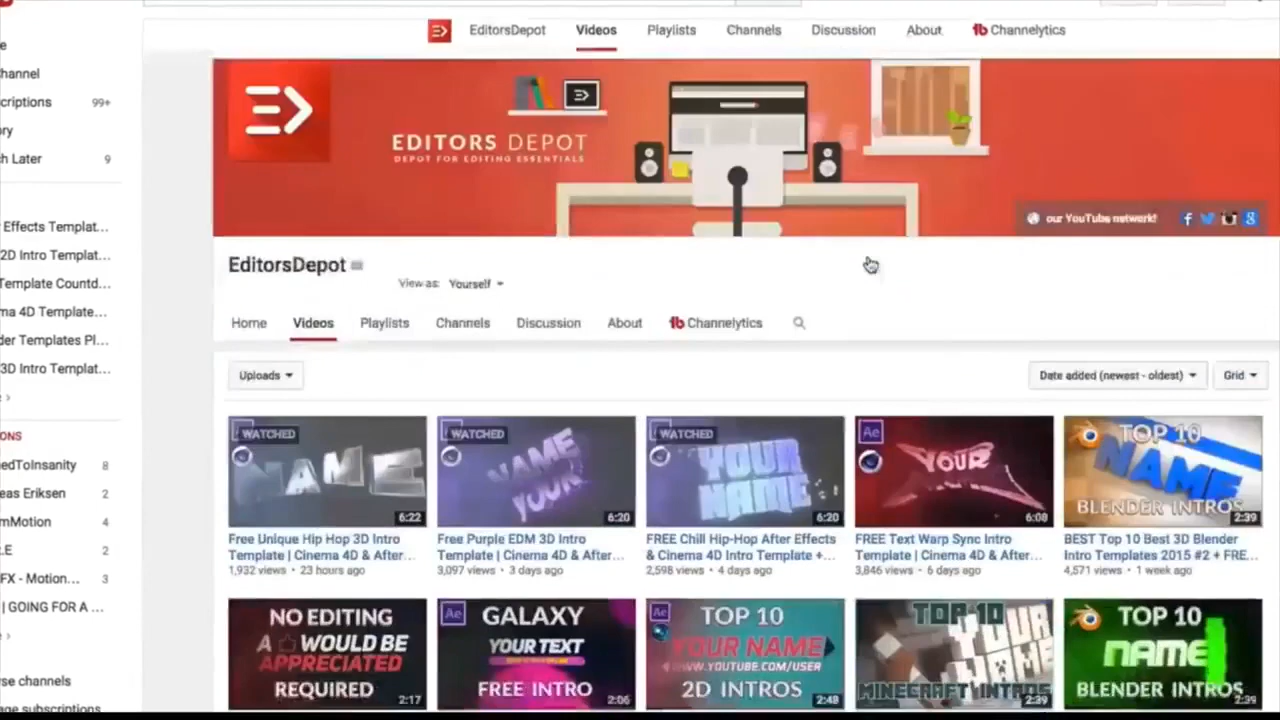 EditorsDepot Videos Playlists Channels Discussion About Channelytics
hannel
criptions 99+
ry
ch Later 9
Effects Templat...
2D Intro Templat...
Template Countd...
ma 4D Template...
der Templates Pl...
3D Intro Templat...
ONS
edToInsanity 8
eas Eriksen 2
mMotion 4
.E 2
FX - Motion... 3
| GOING FOR A ...
se channels
age subscriptions
EDITORS DEPOT
DEPOT FOR EDITING ESSENTIALS
our YouTube network!
EditorsDepot
View as: Yourself
Home Videos Playlists Channels Discussion About Channelytics
Uploads Date added (newest - oldest) Grid
WATCHED
NAME
6:22
WATCHED
NAME
YOUR
6:20
WATCHED
YOUR
NAME
6:20
Ae
YOUR
6:08
TOP 10
NAME
BLENDER INTROS
2:39
Free Unique Hip Hop 3D Intro
Template | Cinema 4D & After...
1,932 views • 23 hours ago
Free Purple EDM 3D Intro
Template | Cinema 4D & After...
3,097 views • 3 days ago
FREE Chill Hip-Hop After Effects
& Cinema 4D Intro Template + ...
2,598 views • 4 days ago
FREE Text Warp Sync Intro
Template | Cinema 4D & After...
3,846 views • 6 days ago
BEST Top 10 Best 3D Blender
Intro Templates 2015 #2 + FRE...
4,571 views • 1 week ago
NO EDITING
A WOULD BE
APPRECIATED
REQUIRED
2:17
Ae
GALAXY
YOUR TEXT
FREE INTRO
2:06
Ae
TOP 10
YOUR NAME
WWW.YOUTUBE.COM/USER
2D INTROS
2:48
TOP 10
YOUR
NAME
MINECRAFT INTROS
2:39
TOP 10
NAME
BLENDER INTROS
2:39